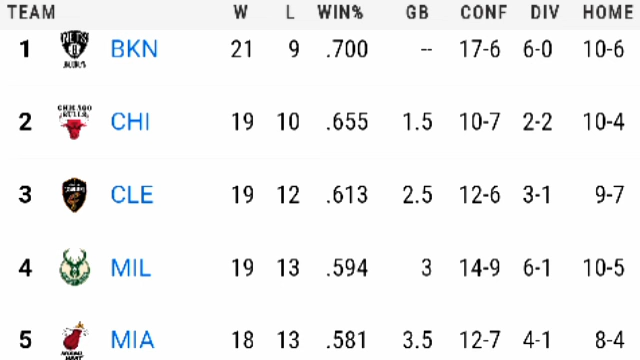 TEAM W L WIN% GB CONF DIV HOME
1 NETS B BKN 21 9 .700 -- 17-6 6-0 10-6
2 CHICAGO BULLS CHI 19 10 .655 1.5 10-7 2-2 10-4
3 CLE 19 12 .613 2.5 12-6 3-1 9-7
4 MIL 19 13 .594 3 14-9 6-1 10-5
5 MIA 18 13 .581 3.5 12-7 4-1 8-4